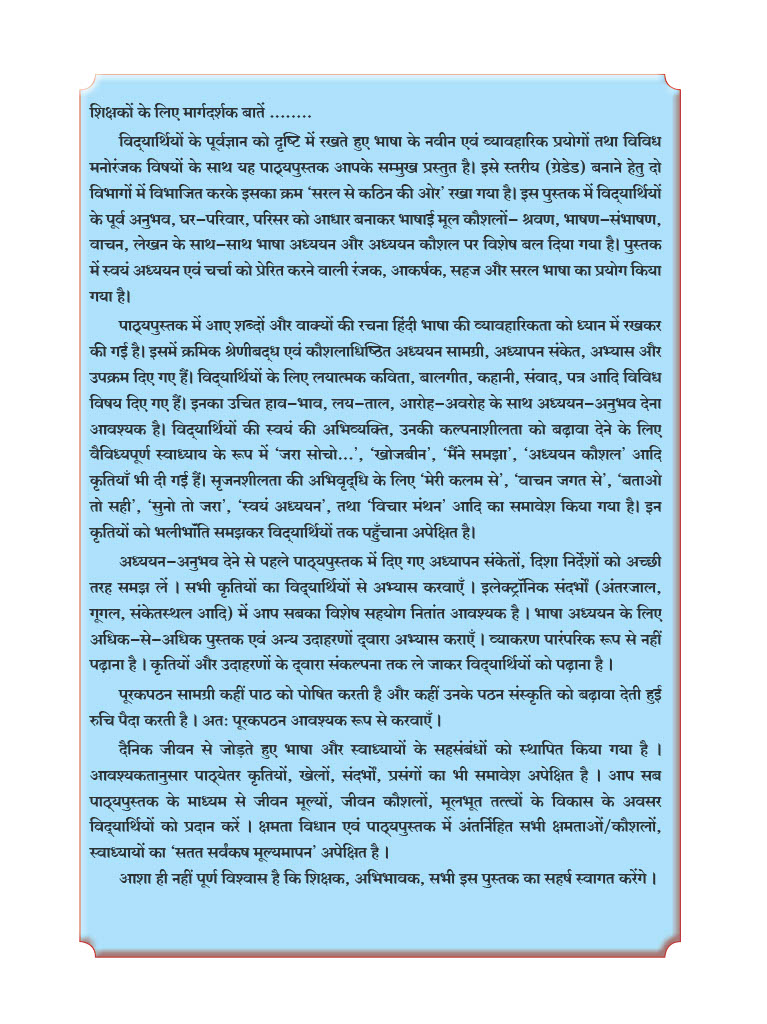 शिक्षकों के लिए मार्गदर्शक बातें ........
विद्‌यार्थियों के पूर्वज्ञान को दृष्टि में रखते हुए भाषा के नवीन एवं व्यावहारिक प्रयोगों तथा विविध
मनोरंजक विषयों के साथ यह पाठ्‌यपुस्तक आपके सम्मुख प्रस्तुत है। इसे स्तरीय (ग्रेडेड) बनाने हेतु दो
विभागों में विभाजित करके इसका क्रम ‘सरल से कठिन की ओर’ रखा गया है। इस पुस्तक में विद्‌यार्थियों
के पूर्व अनुभव, घर-परिवार, परिसर को आधार बनाकर भाषाई मूल कौशलों- श्रवण, भाषण-संभाषण,
वाचन, लेखन के साथ-साथ भाषा अध्ययन और अध्ययन कौशल पर विशेष बल दिया गया है। पुस्तक
में स्वयं अध्ययन एवं चर्चा को प्रेरित करने वाली रंजक, आकर्षक, सहज और सरल भाषा का प्रयोग किया
गया है।
पाठ्‌यपुस्तक में आए शब्दों और वाक्यों की रचना हिंदी भाषा की व्यावहारिकता को ध्यान में रखकर
की गई है। इसमें क्रमिक श्रेणीबद्‌ध एवं कौशलाधिष्ठित अध्ययन सामग्री, अध्यापन संकेत, अभ्यास और
उपक्रम दिए गए हैं। विद्‌यार्थियों के लिए लयात्मक कविता, बालगीत, कहानी, संवाद, पत्र आदि विविध
विषय दिए गए हैं। इनका उचित हाव-भाव, लय-ताल, आरोह-अवरोह के साथ अध्ययन-अनुभव देना
आवश्यक है। विद्‌यार्थियों की स्वयं की अभिव्यक्ति, उनकी कल्पनाशीलता को बढ़ावा देने के लिए
वैविध्यपूर्ण स्वाध्याय के रूप में ‘जरा सोचो...’, ‘खोजबीन’, ‘मैंने समझा’, ‘अध्ययन कौशल’ आदि
कृतियाँ भी दी गई हैं। सृजनशीलता की अभिवृद्‌धि के लिए ‘मेरी कलम से’, ‘वाचन जगत से’, ‘बताओ
तो सही’, ‘सुनो तो जरा’, ‘स्वयं अध्ययन’, तथा ‘विचार मंथन’ आदि का समावेश किया गया है। इन
कृतियों को भलीभाँति समझकर विद्‌यार्थियों तक पहुँचाना अपेक्षित है।
अध्ययन-अनुभव देने से पहले पाठ्‌यपुस्तक में दिए गए अध्यापन संकेतों, दिशा निर्देशों को अच्छी
तरह समझ लें । सभी कृतियों का विद्‌यार्थियों से अभ्यास करवाएँ । इलेक्ट्रॉनिक संदर्भों (अंतरजाल,
गूगल, संकेतस्थल आदि) में आप सबका विशेष सहयोग नितांत आवश्यक है । भाषा अध्ययन के लिए
अधिक-से-अधिक पुस्तक एवं अन्य उदाहरणों द्‌वारा अभ्यास कराएँ । व्याकरण पारंपरिक रूप से नहीं
पढ़ाना है । कृतियों और उदाहरणों के द्‌वारा संकल्पना तक ले जाकर विद्‌यार्थियों को पढ़ाना है ।
पूरकपठन सामग्री कहीं पाठ को पोषित करती है और कहीं उनके पठन संस्कृति को बढ़ावा देती हुई
रुचि पैदा करती है । अतः पूरकपठन आवश्यक रूप से करवाएँ ।
दैनिक जीवन से जोड़ते हुए भाषा और स्वाध्यायों के सहसंबंधों को स्थापित किया गया है ।
आवश्यकतानुसार पाठ्‌येतर कृतियों, खेलों, संदर्भों, प्रसंगों का भी समावेश अपेक्षित है । आप सब
पाठ्‌यपुस्तक के माध्यम से जीवन मूल्यों, जीवन कौशलों, मूलभूत तत्त्वों के विकास के अवसर
विद्‌यार्थियों को प्रदान करें । क्षमता विधान एवं पाठ्‌यपुस्तक में अंतर्निहित सभी क्षमताओं/कौशलों,
स्वाध्यायों का ‘सतत सर्वंकष मूल्यमापन’ अपेक्षित है ।
आशा ही नहीं पूर्ण विश्वास है कि शिक्षक, अभिभावक, सभी इस पुस्तक का सहर्ष स्वागत करेंगे ।